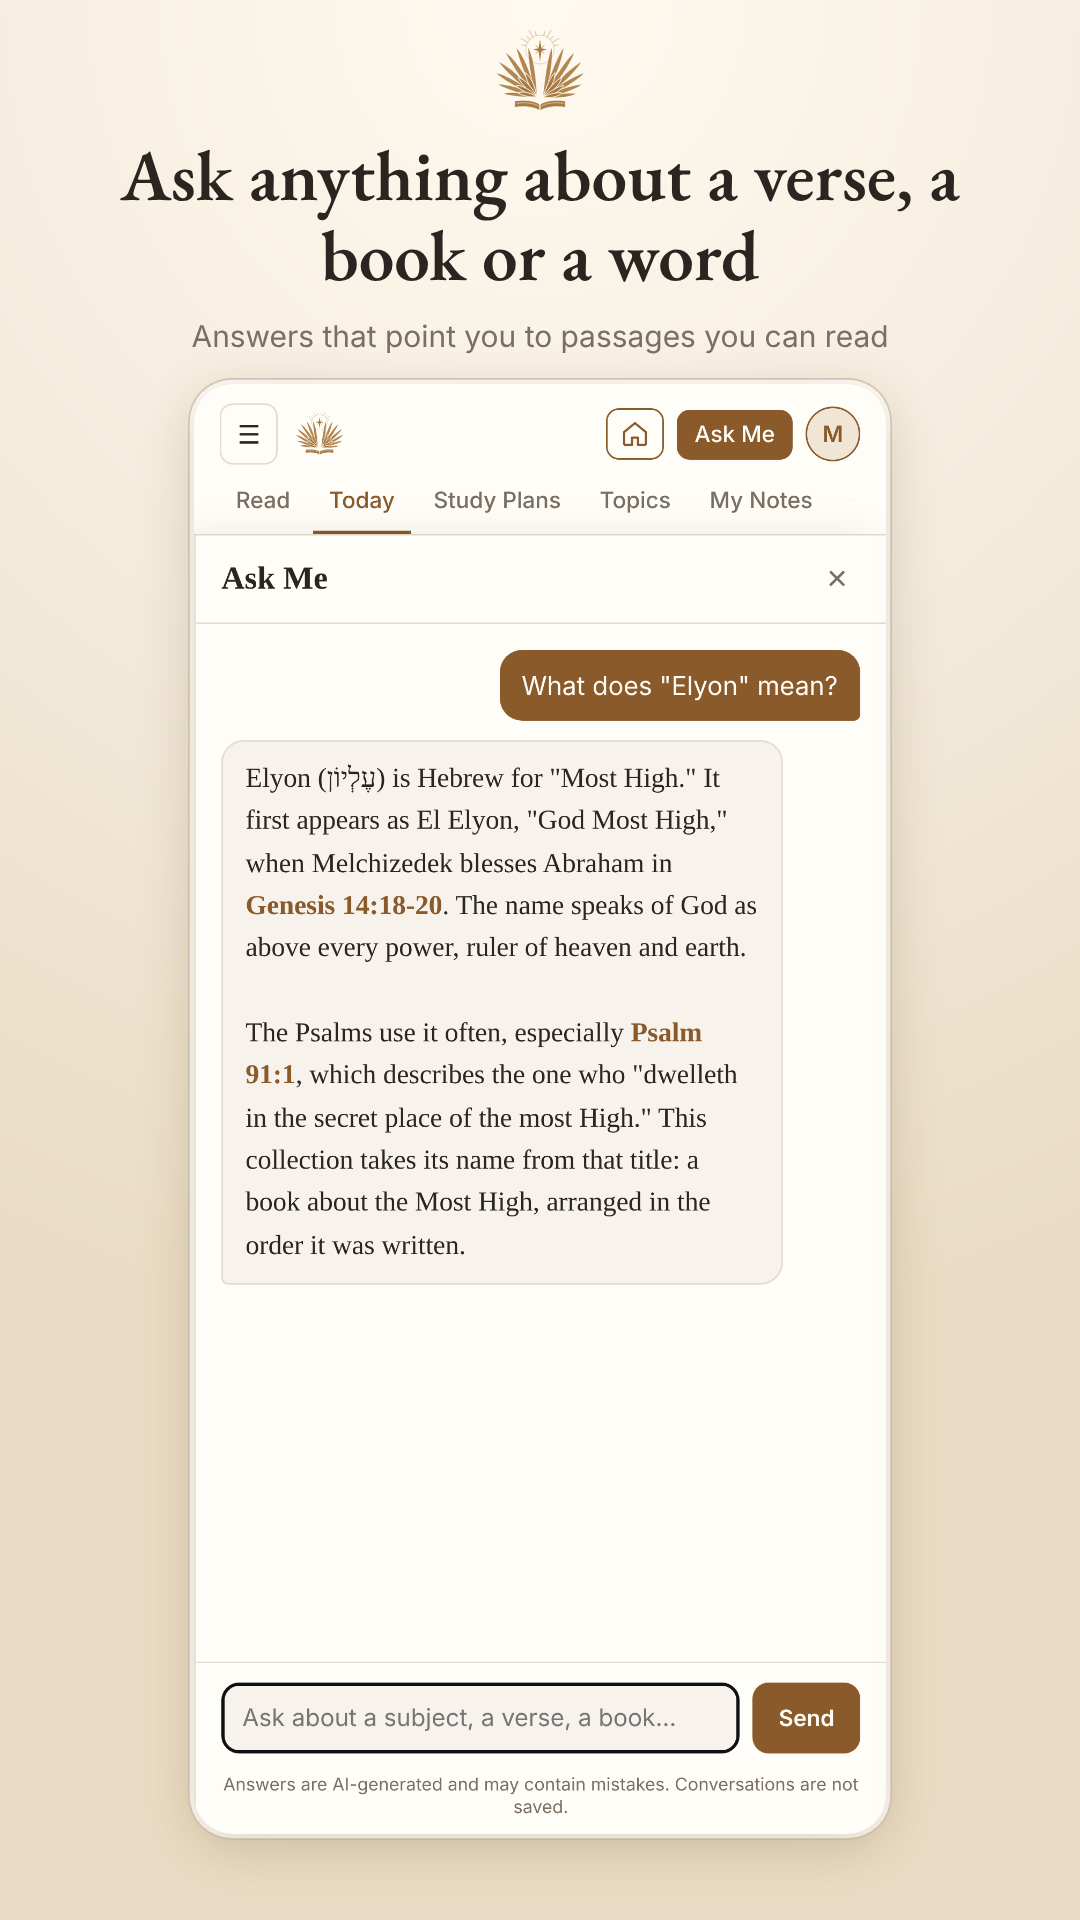 Ask anything about a verse, a
book or a word
Answers that point you to passages you can read
Ask Me
M
Read
Today
Study Plans
Topics
My Notes
Ask Me
What does "Elyon" mean?
Elyon (עֶלְיוֹן) is Hebrew for "Most High." It
first appears as El Elyon, "God Most High,"
when Melchizedek blesses Abraham in
Genesis 14:18-20. The name speaks of God as
above every power, ruler of heaven and earth.
The Psalms use it often, especially Psalm
91:1, which describes the one who "dwelleth
in the secret place of the most High." This
collection takes its name from that title: a
book about the Most High, arranged in the
order it was written.
Ask about a subject, a verse, a book...
Send
Answers are AI-generated and may contain mistakes. Conversations are not
saved.